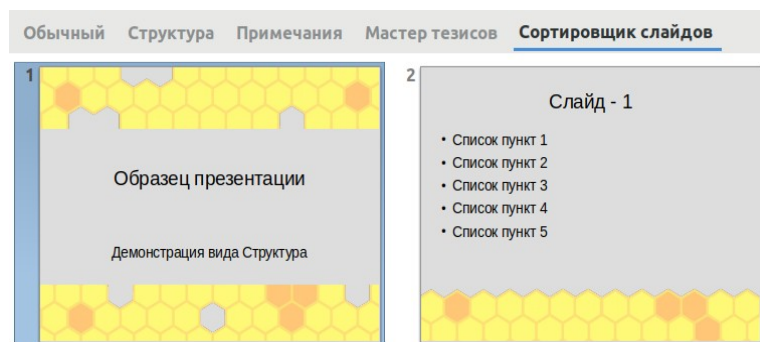 Обычный Структура Примечания Мастер тезисов Сортировщик слайдов
1
Образец презентации
Демонстрация вида Структура
2
Слайд - 1
• Список пункт 1
• Список пункт 2
• Список пункт 3
• Список пункт 4
• Список пункт 5